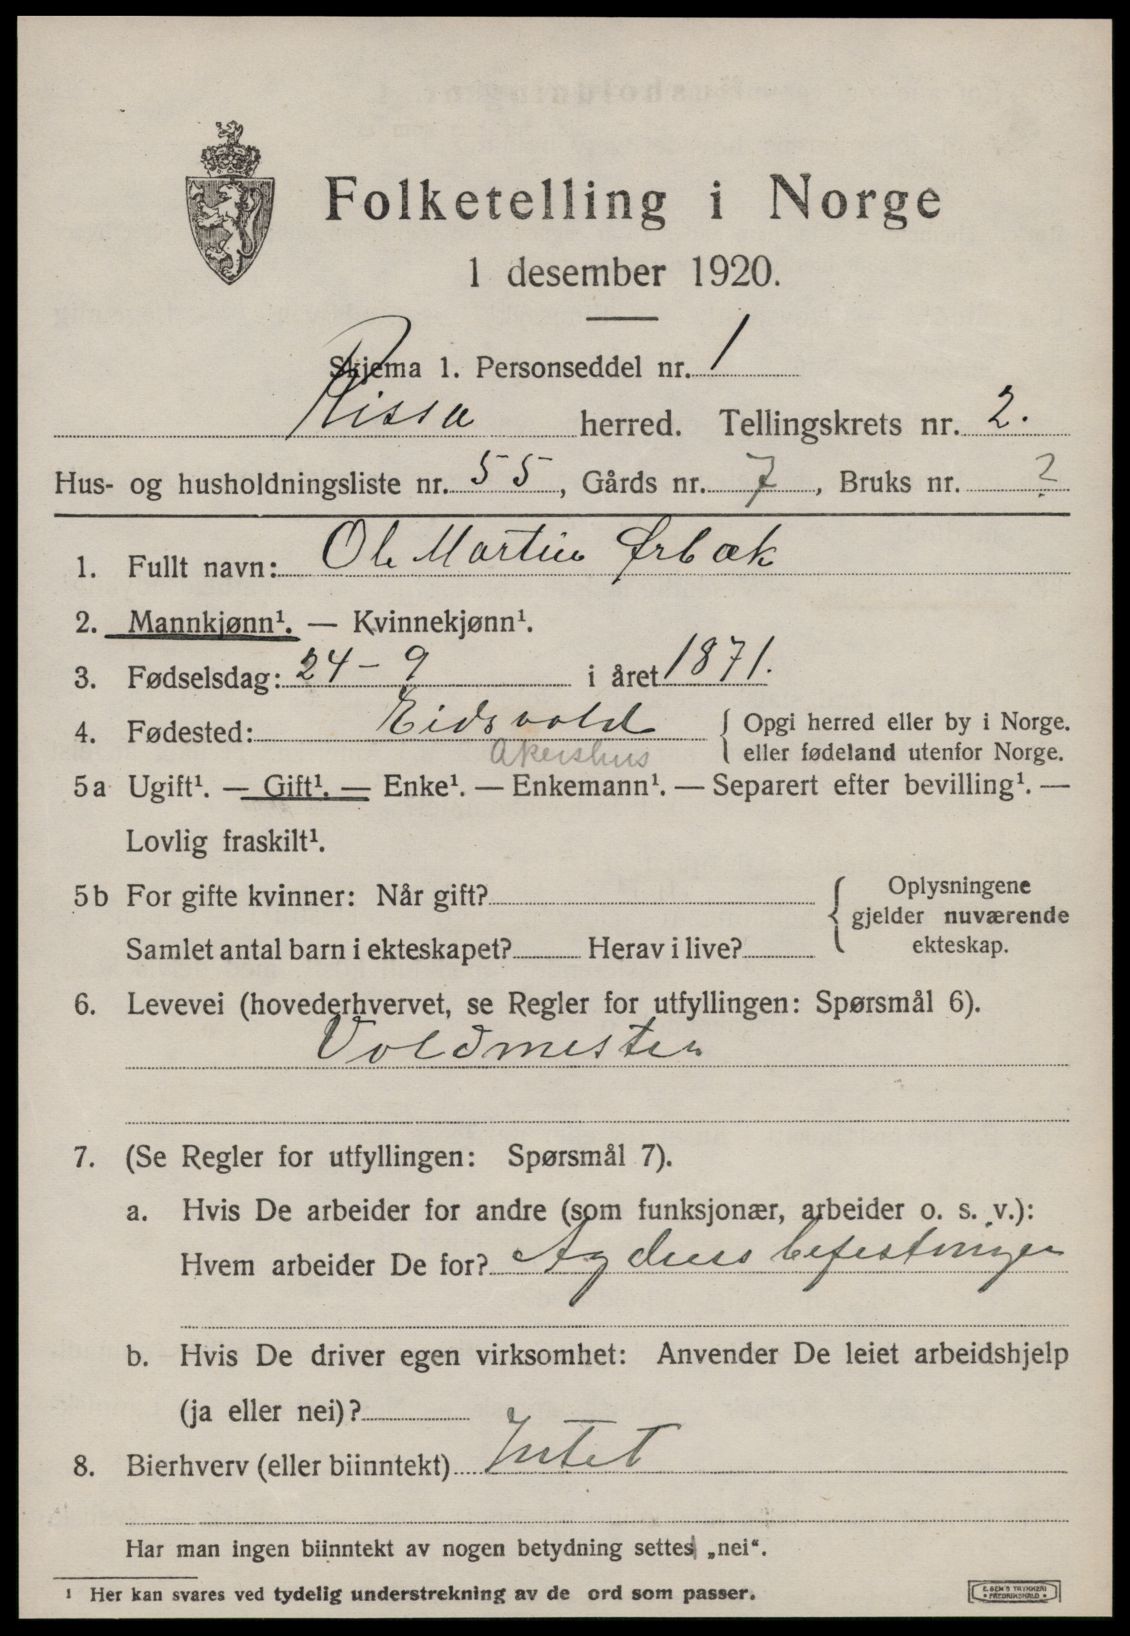 Folketelling i Norge
1 desember 1920.
Skjema 1. Personseddel nr. 1
Rissa herred. Tellingskrets nr. 2.
Hus- og husholdningsliste nr. 55, Gårds nr. 7, Bruks nr. ?
1. Fullt navn: Ole Martin Ørbæk
2. Mannkjønn¹. — Kvinnekjønn¹.
3. Fødselsdag: 24 - 9 i året 1871.
4. Fødested: Eidsvold { Opgi herred eller by i Norge.
Akershus eller fødeland utenfor Norge.
5a Ugift¹. — Gift¹. — Enke¹. — Enkemann¹. — Separert efter bevilling¹. —
Lovlig fraskilt¹.
5b For gifte kvinner: Når gift? { Oplysningene
gjelder nuværende
Samlet antal barn i ekteskapet? Herav i live? ekteskap.
6. Levevei (hovederhvervet, se Regler for utfyllingen: Spørsmål 6).
Voldmester
7. (Se Regler for utfyllingen: Spørsmål 7).
a. Hvis De arbeider for andre (som funksjonær, arbeider o. s. v.):
Hvem arbeider De for? Agdenes befestninger
b. Hvis De driver egen virksomhet: Anvender De leiet arbeidshjelp
(ja eller nei)?
8. Bierhverv (eller biinntekt) Intet
Har man ingen biinntekt av nogen betydning settes „nei“.
¹ Her kan svares ved tydelig understrekning av de ord som passer.